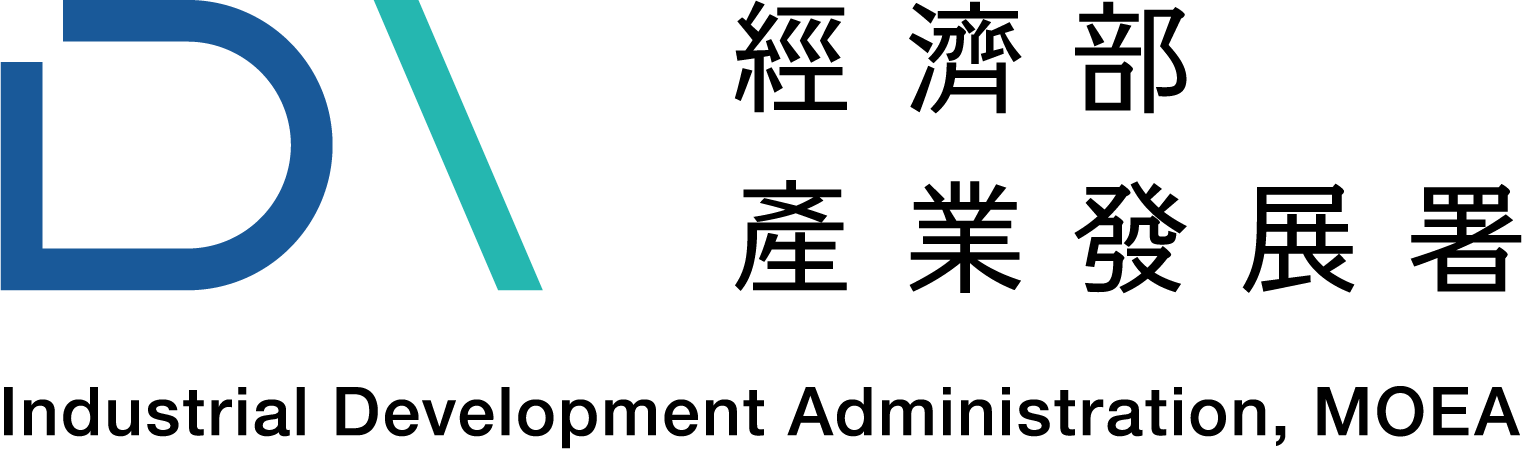 經濟部
產業發展署
Industrial Development Administration, MOEA